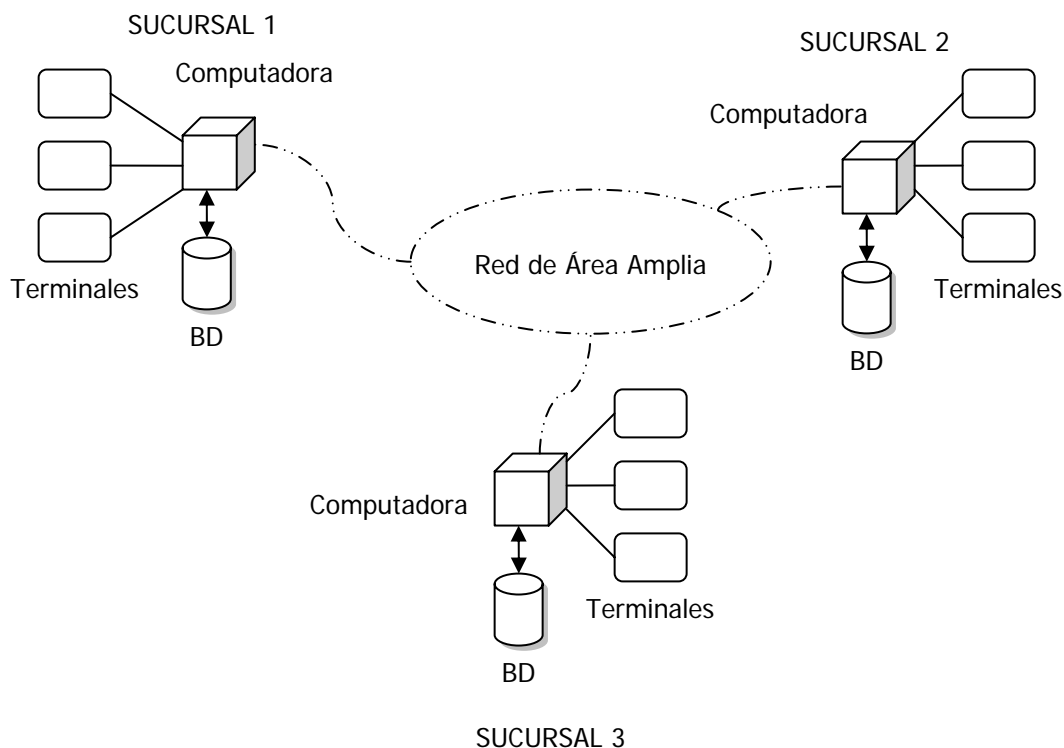 SUCURSAL 1
Computadora
Terminales
BD
SUCURSAL 2
Computadora
Terminales
BD
Red de Área Amplia
Computadora
Terminales
BD
SUCURSAL 3